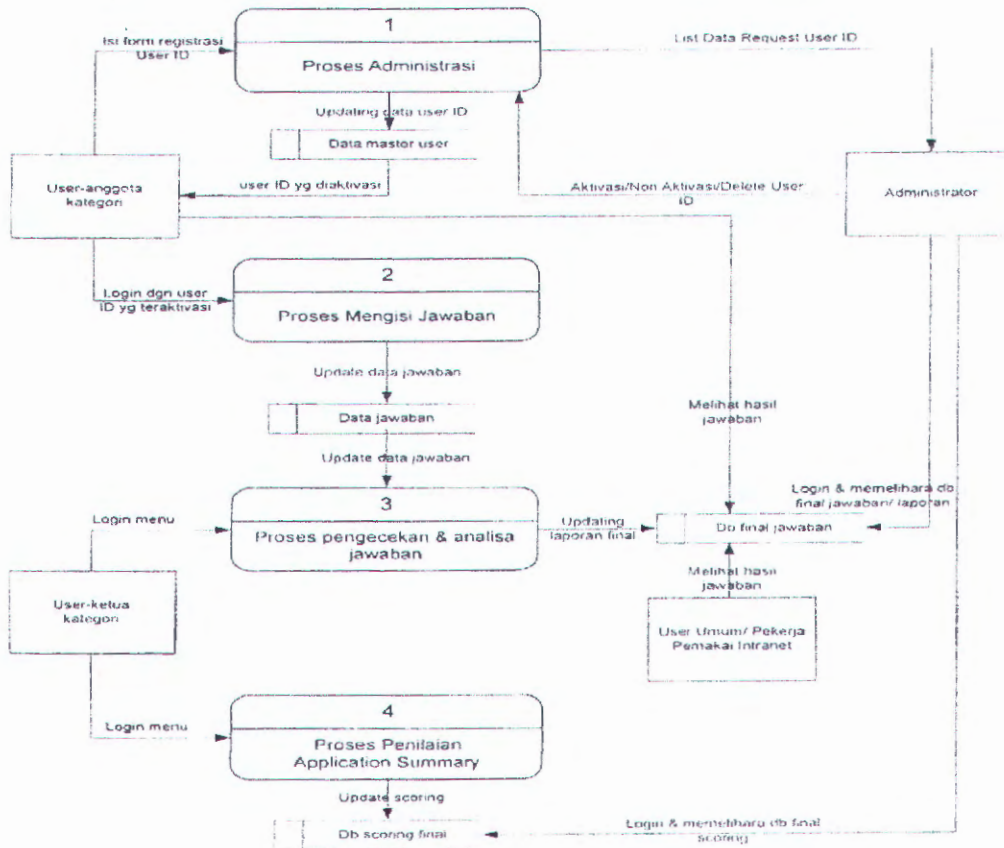 1
Isi form registrasi
User ID
List Data Request User ID
Proses Administrasi
Updating data user ID
Data mastor user
user ID yg diaktivasi
User-anggota
kategori
Aktivasi/Non Aktivasi/Delete User
ID
Administrator
2
Login dgn user
ID yg teraktivasi
Proses Mengisi Jawaban
Update data jawaban
Data jawaban
Update data jawaban
Melihat hasil
jawaban
Login & memelihara db
final jawaban/ laporan
3
Login menu
Proses pengecekan & analisa
jawaban
Updating
laporan final
Db final jawaban
Melihat hasil
jawaban
User-ketua
kategori
User Umum/ Pekerja
Pemakai Intranet
4
Login menu
Proses Penilaian
Application Summary
Update scoring
Db scoring final
Login & memelihara db final
scoring